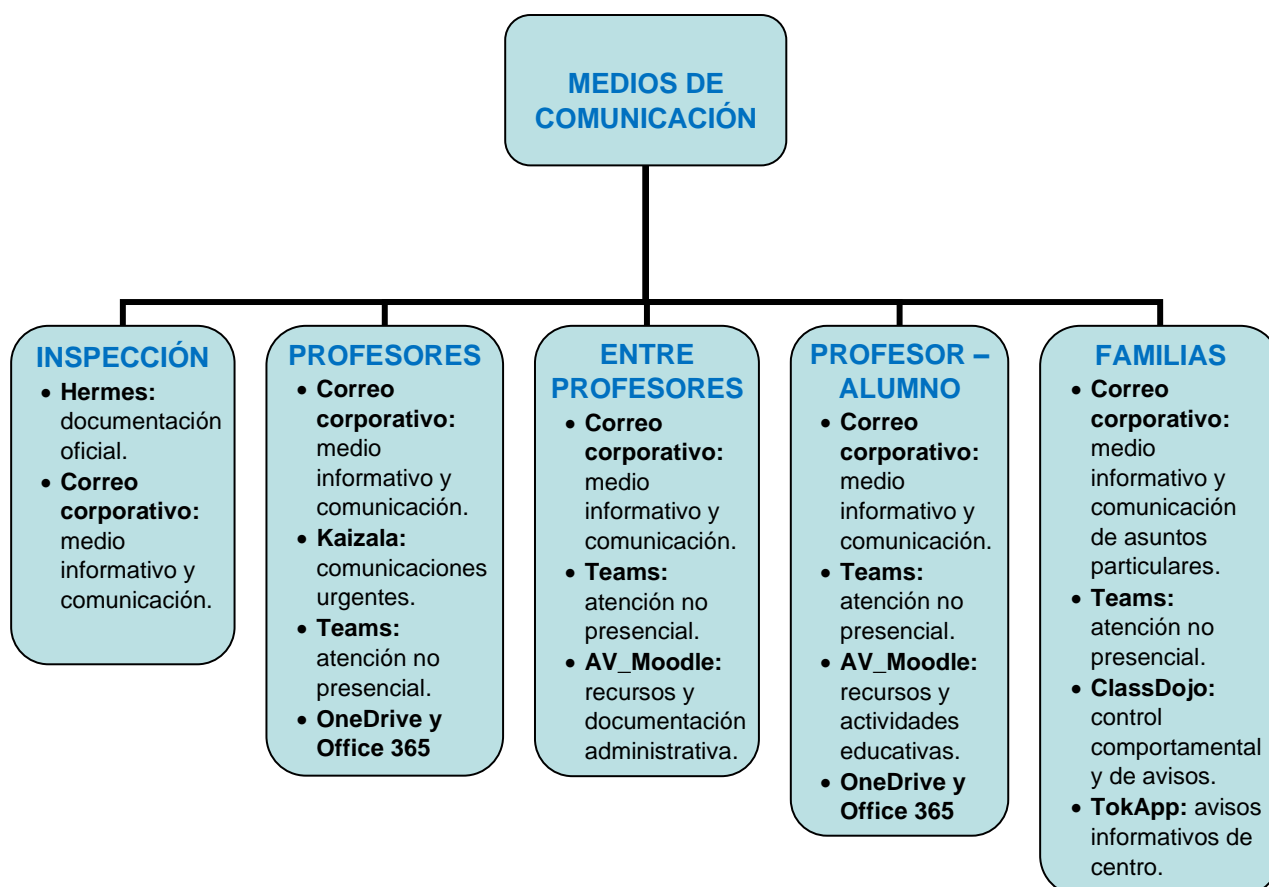 MEDIOS DE
COMUNICACIÓN
INSPECCIÓN
• Hermes:
documentación
oficial.
• Correo
corporativo:
medio
informativo y
comunicación.
PROFESORES
• Correo
corporativo:
medio
informativo y
comunicación.
• Kaizala:
comunicaciones
urgentes.
• Teams:
atención no
presencial.
• OneDrive y
Office 365
ENTRE
PROFESORES
• Correo
corporativo:
medio
informativo y
comunicación.
• Teams:
atención no
presencial.
• AV_Moodle:
recursos y
documentación
administrativa.
PROFESOR –
ALUMNO
• Correo
corporativo:
medio
informativo y
comunicación.
• Teams:
atención no
presencial.
• AV_Moodle:
recursos y
actividades
educativas.
• OneDrive y
Office 365
FAMILIAS
• Correo
corporativo:
medio
informativo y
comunicación
de asuntos
particulares.
• Teams:
atención no
presencial.
• ClassDojo:
control
comportamental
y de avisos.
• TokApp: avisos
informativos de
centro.